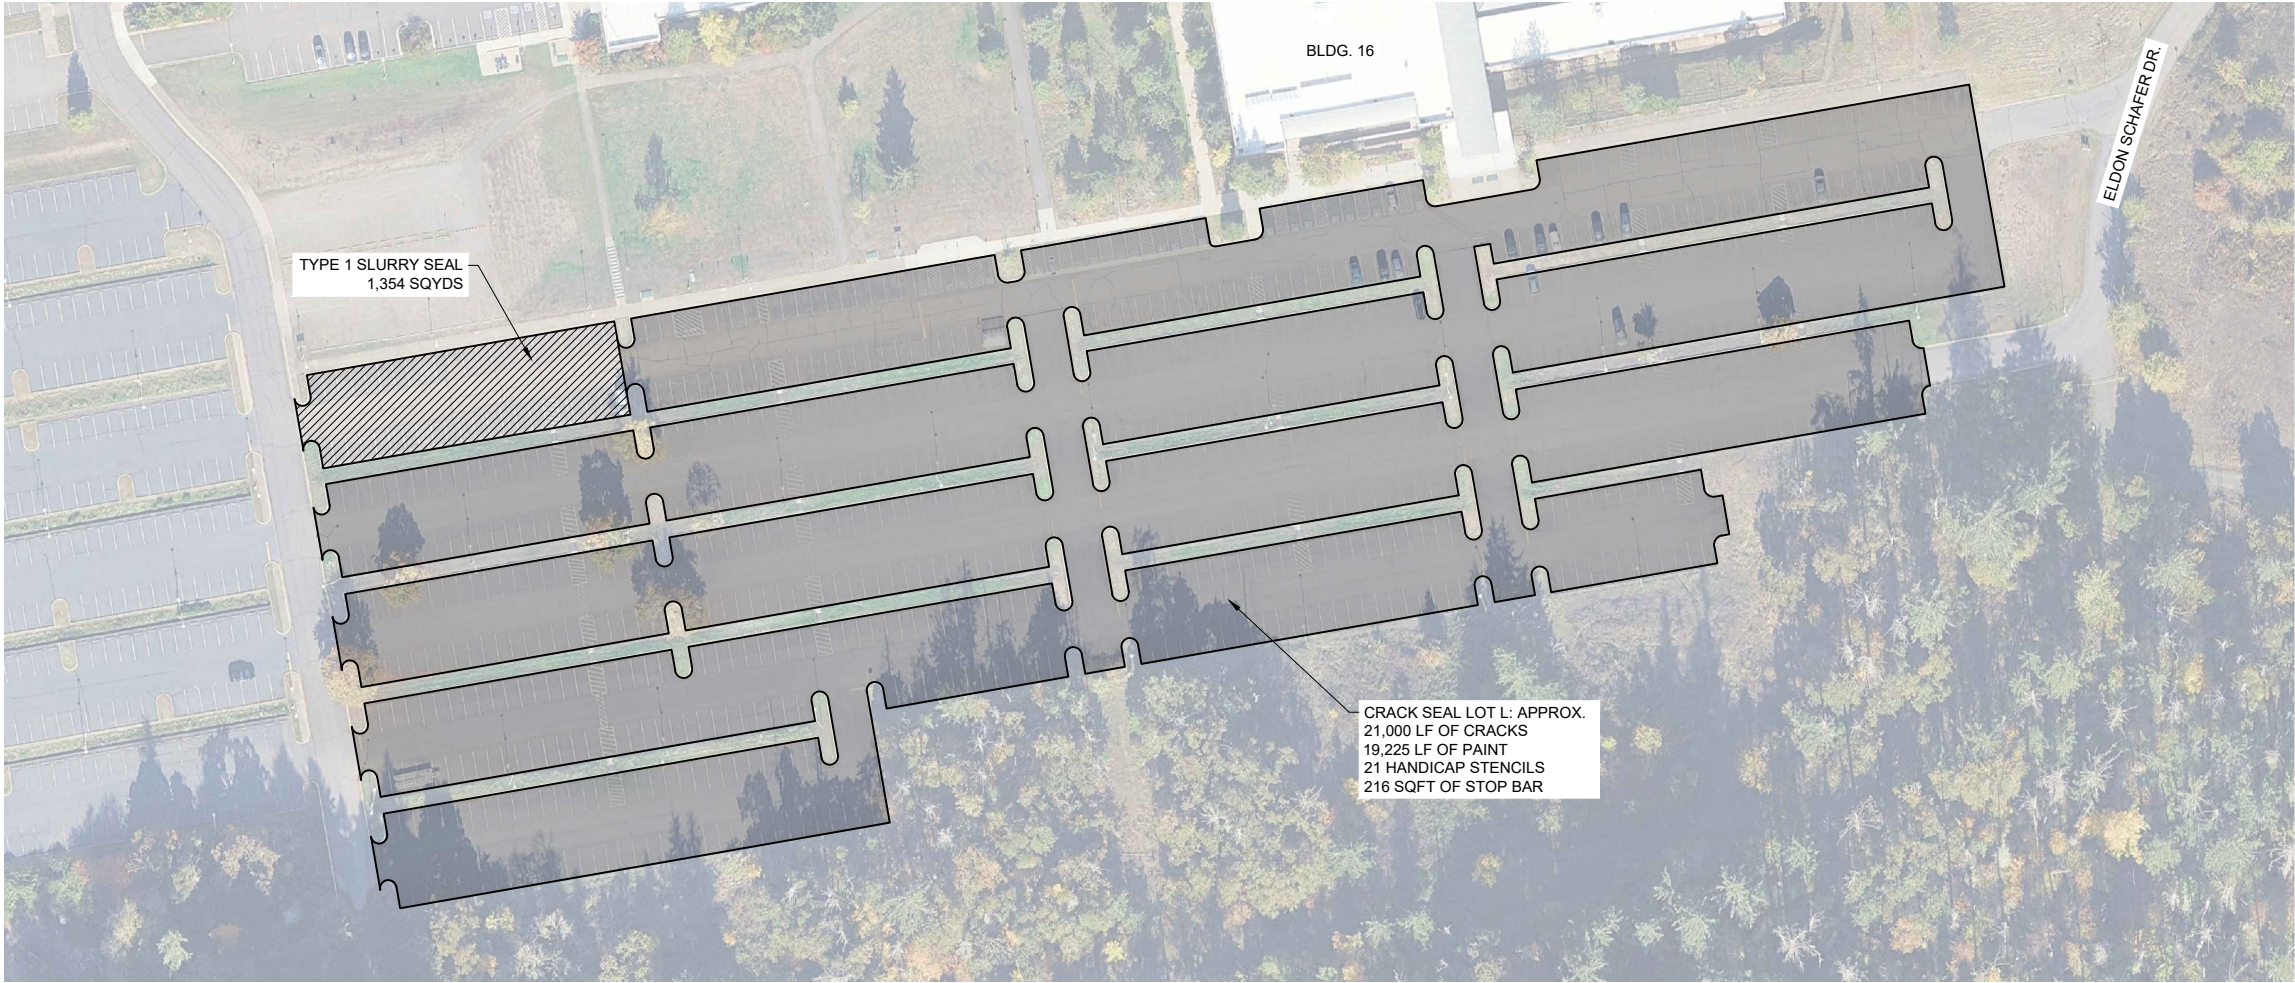 BLDG. 16
ELDON SCHAFER DR.
TYPE 1 SLURRY SEAL
1,354 SQYDS
CRACK SEAL LOT L: APPROX.
21,000 LF OF CRACKS
19,225 LF OF PAINT
21 HANDICAP STENCILS
216 SQFT OF STOP BAR